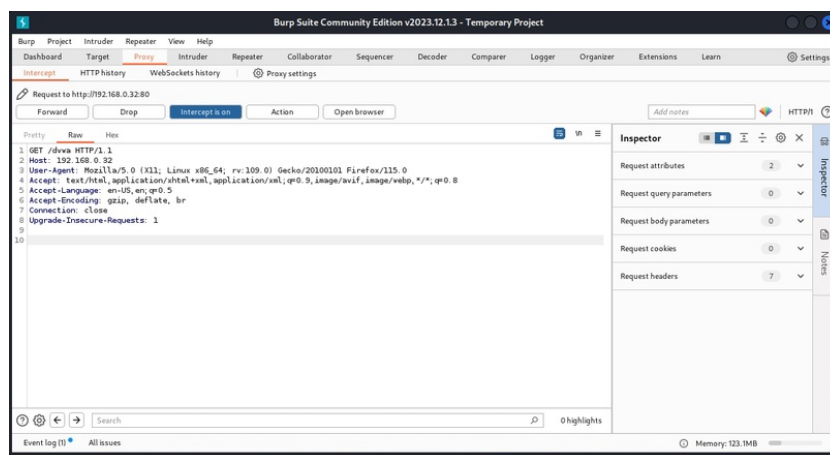 Burp Suite Community Edition v2023.12.1.3 - Temporary Project
Burp Project Intruder Repeater View Help
Dashboard Target Proxy Intruder Repeater Collaborator Sequencer Decoder Comparer Logger Organizer Extensions Learn Settings
Intercept HTTP history WebSockets history Proxy settings
Request to http://192.168.0.32:80
Forward Drop Intercept is on Action Open browser Add notes HTTP/1
Pretty Raw Hex \n Inspector
1 GET /dvwa HTTP/1.1
2 Host: 192.168.0.32
3 User-Agent: Mozilla/5.0 (X11; Linux x86_64; rv:109.0) Gecko/20100101 Firefox/115.0
4 Accept: text/html,application/xhtml+xml,application/xml;q=0.9,image/avif,image/webp,*/*;q=0.8
5 Accept-Language: en-US,en;q=0.5
6 Accept-Encoding: gzip, deflate, br
7 Connection: close
8 Upgrade-Insecure-Requests: 1
9
10
Request attributes 2
Request query parameters 0
Request body parameters 0
Request cookies 0
Request headers 7
Inspector
Notes
Search 0 highlights
Event log (1) All issues Memory: 123.1MB